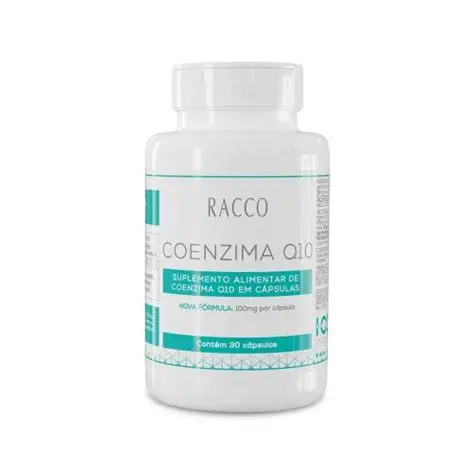 RACCO
COENZIMA Q10
SUPLEMENTO ALIMENTAR DE
COENZIMA Q10 EM CÁPSULAS
NOVA FÓRMULA: 100mg por cápsula
Contém 30 cápsulas